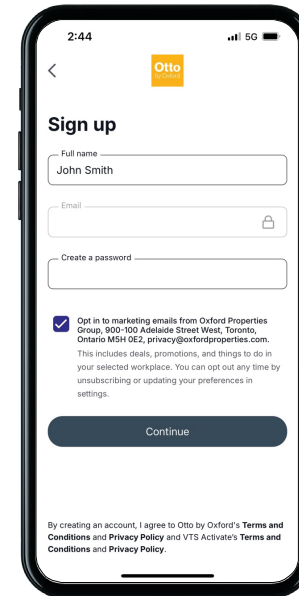 2:44
5G
Otto
by Oxford
Sign up
Full name
John Smith
Email
Create a password
Opt in to marketing emails from Oxford Properties
Group, 900-100 Adelaide Street West, Toronto,
Ontario M5H 0E2, privacy@oxfordproperties.com.
This includes deals, promotions, and things to do in
your selected workplace. You can opt out any time by
unsubscribing or updating your preferences in
settings.
Continue
By creating an account, I agree to Otto by Oxford's Terms and
Conditions and Privacy Policy and VTS Activate's Terms and
Conditions and Privacy Policy.